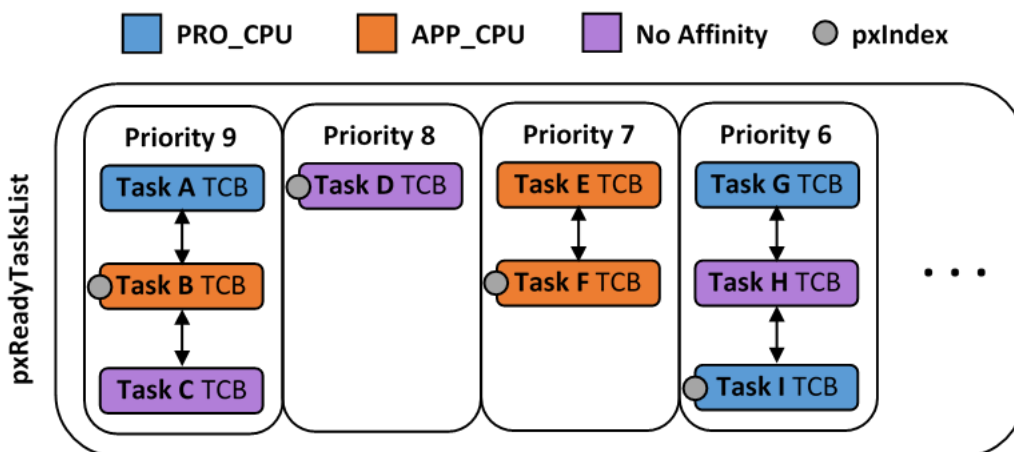 PRO_CPU APP_CPU No Affinity pxIndex
pxReadyTasksList
Priority 9 Priority 8 Priority 7 Priority 6
Task A TCB Task D TCB Task E TCB Task G TCB
Task B TCB Task F TCB Task H TCB
Task C TCB Task I TCB
...